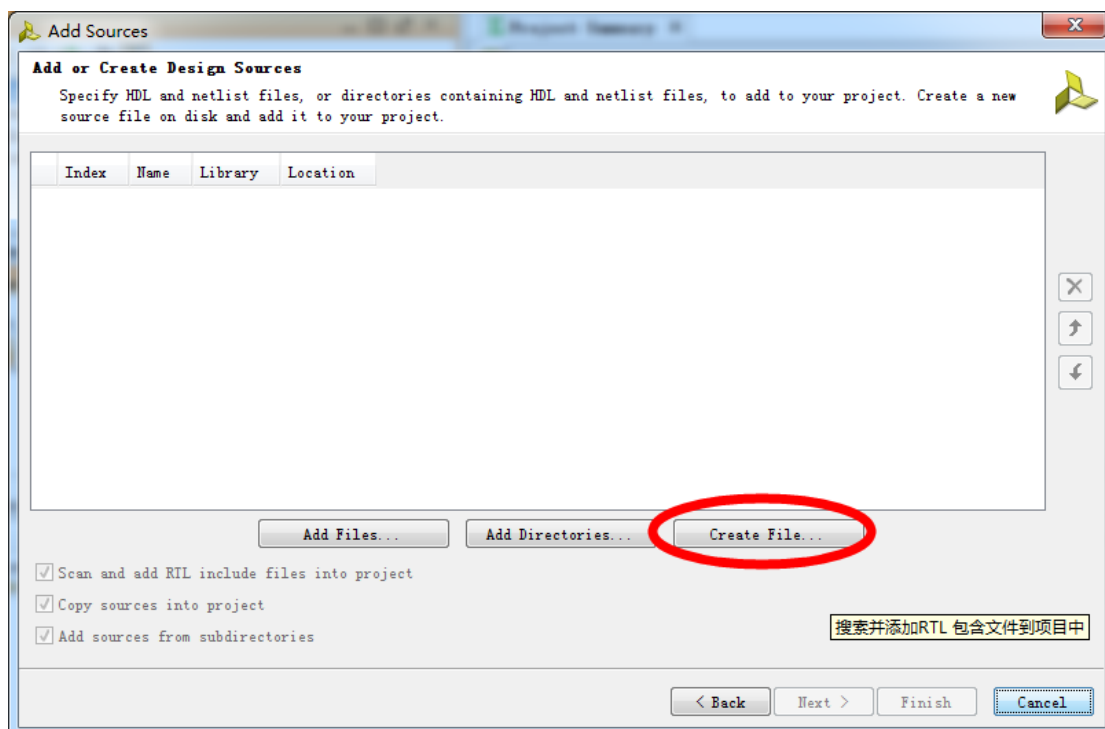 Add Sources
Project Summary
Add or Create Design Sources
Specify HDL and netlist files, or directories containing HDL and netlist files, to add to your project. Create a new
source file on disk and add it to your project.
Index Name Library Location
Add Files... Add Directories... Create File...
Scan and add RTL include files into project
Copy sources into project
搜索并添加RTL 包含文件到项目中
Add sources from subdirectories
< Back Next > Finish Cancel